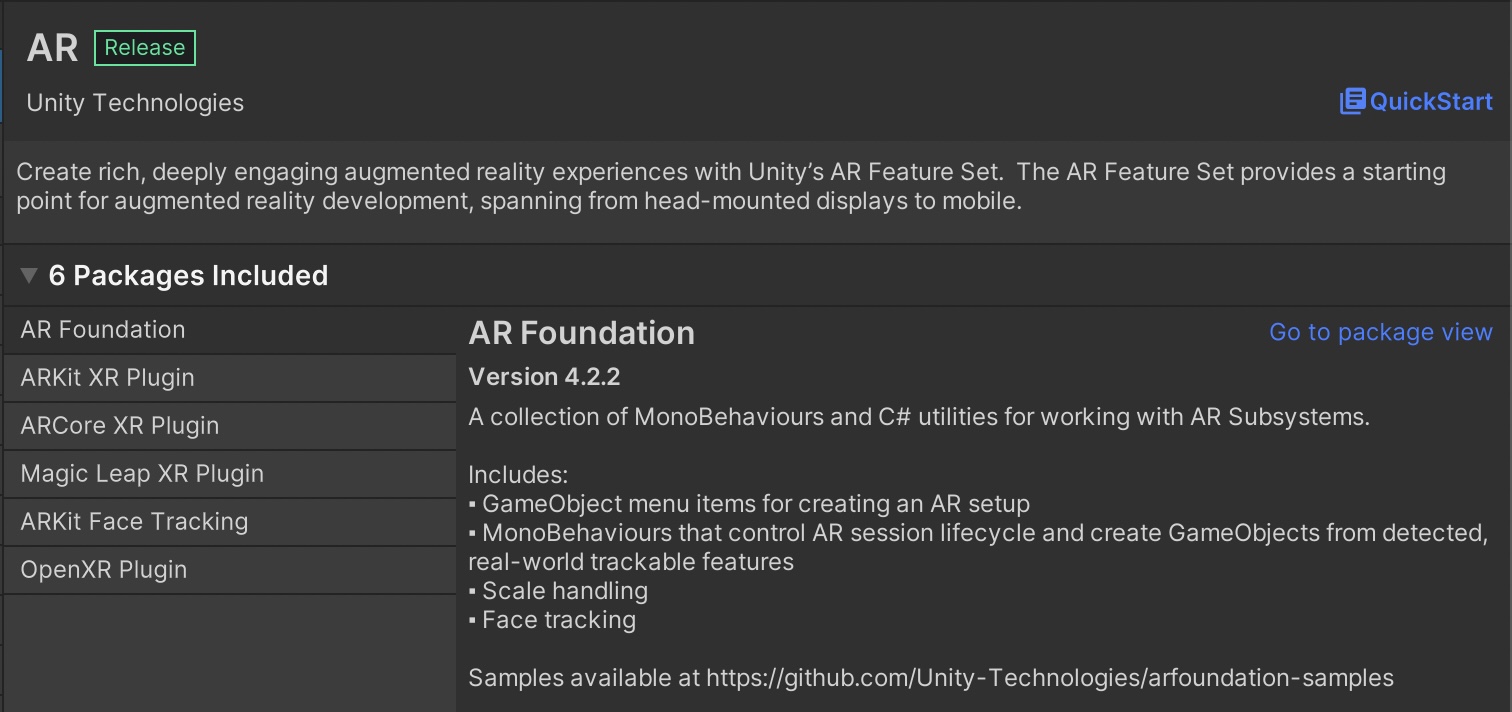 AR Release
Unity Technologies
QuickStart
Create rich, deeply engaging augmented reality experiences with Unity’s AR Feature Set.  The AR Feature Set provides a starting
point for augmented reality development, spanning from head-mounted displays to mobile.
6 Packages Included
AR Foundation
ARKit XR Plugin
ARCore XR Plugin
Magic Leap XR Plugin
ARKit Face Tracking
OpenXR Plugin
AR Foundation
Go to package view
Version 4.2.2
A collection of MonoBehaviours and C# utilities for working with AR Subsystems.
Includes:
▪ GameObject menu items for creating an AR setup
▪ MonoBehaviours that control AR session lifecycle and create GameObjects from detected,
real-world trackable features
▪ Scale handling
▪ Face tracking
Samples available at https://github.com/Unity-Technologies/arfoundation-samples